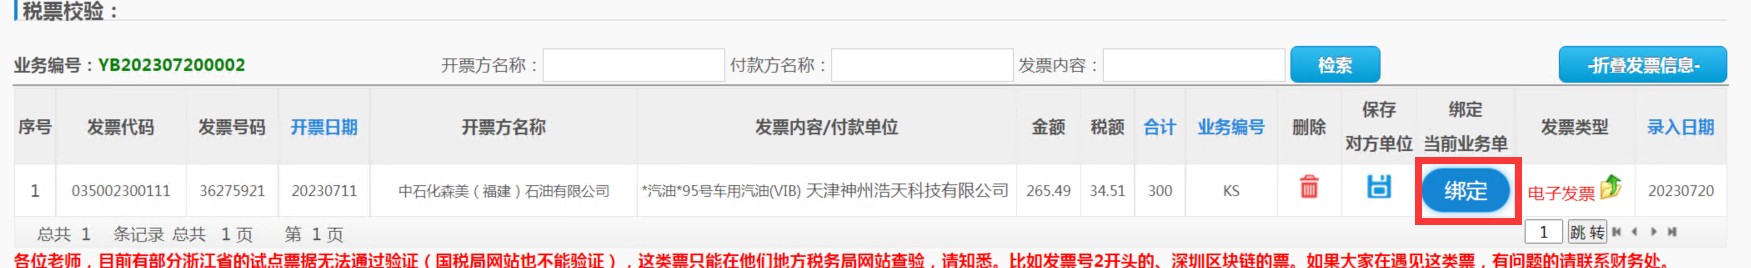 税票校验：
业务编号：YB202307200002 开票方名称： 付款方名称： 发票内容： 检索 -折叠发票信息-
序号 发票代码 发票号码 开票日期 开票方名称 发票内容/付款单位 金额 税额 合计 业务编号 删除 保存 对方单位 绑定 当前业务单 发票类型 录入日期
1 035002300111 36275921 20230711 中石化森美（福建）石油有限公司 *汽油*95号车用汽油(VIB) 天津神州浩天科技有限公司 265.49 34.51 300 KS 绑定 电子发票 20230720
总共 1 条记录 总共 1 页 第 1 页 1 跳 转
各位老师，目前有部分浙江省的试点票据无法通过验证（国税局网站也不能验证），这类票只能在他们地方税务局网站查验，请知悉。比如发票号2开头的、深圳区块链的票。如果大家在遇见这类票，有问题的请联系财务处。